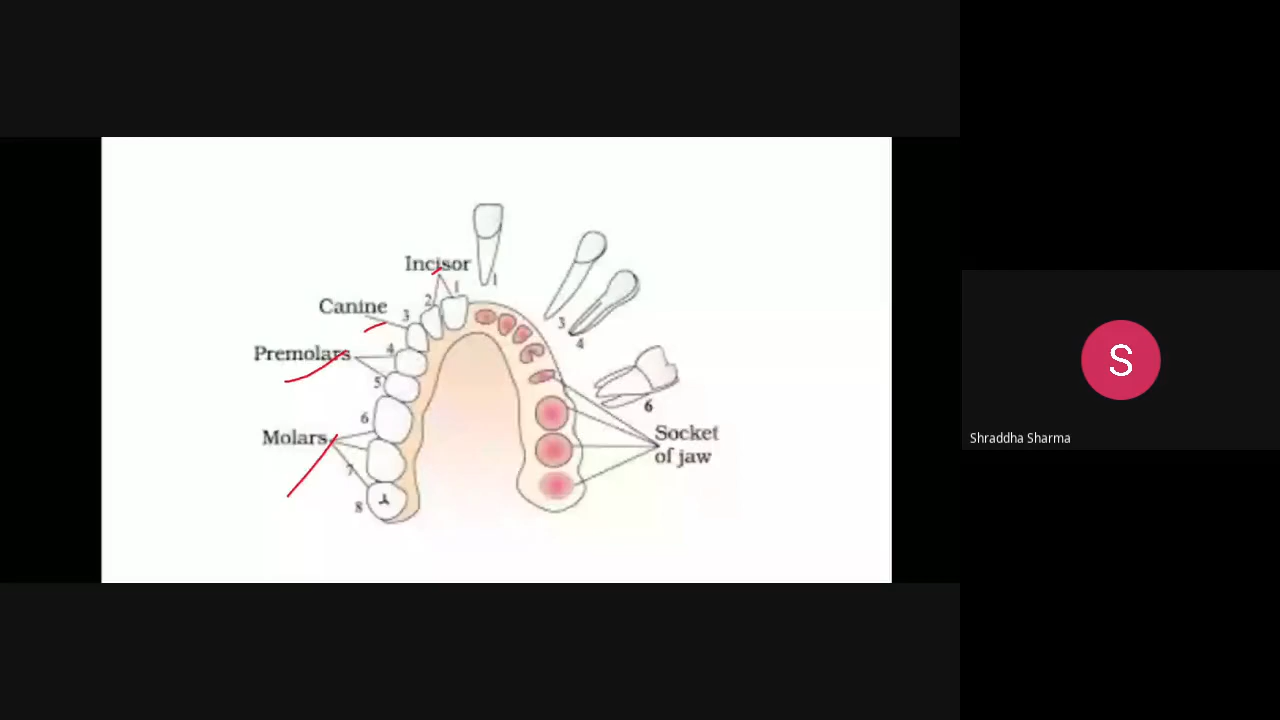 1
Incisor
1
2
Canine
3
3
4
Premolars
4
5
6
6
Molars
Socket
of jaw
7
8
S
Shraddha Sharma